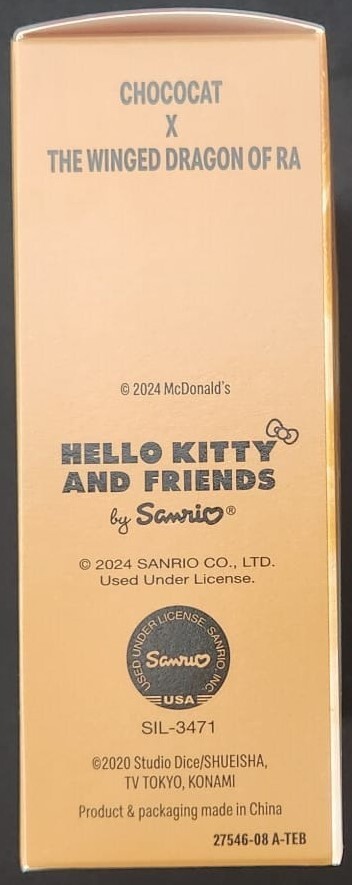 CHOCOCAT
X
THE WINGED DRAGON OF RA
© 2024 McDonald's
HELLO KITTY
AND FRIENDS
by Sanrio®
© 2024 SANRIO CO., LTD.
Used Under License.
USED UNDER LICENSE. SANRIO INC.
Sanrio
USA
SIL-3471
©2020 Studio Dice/SHUEISHA,
TV TOKYO, KONAMI
Product & packaging made in China
27546-08 A-TEB